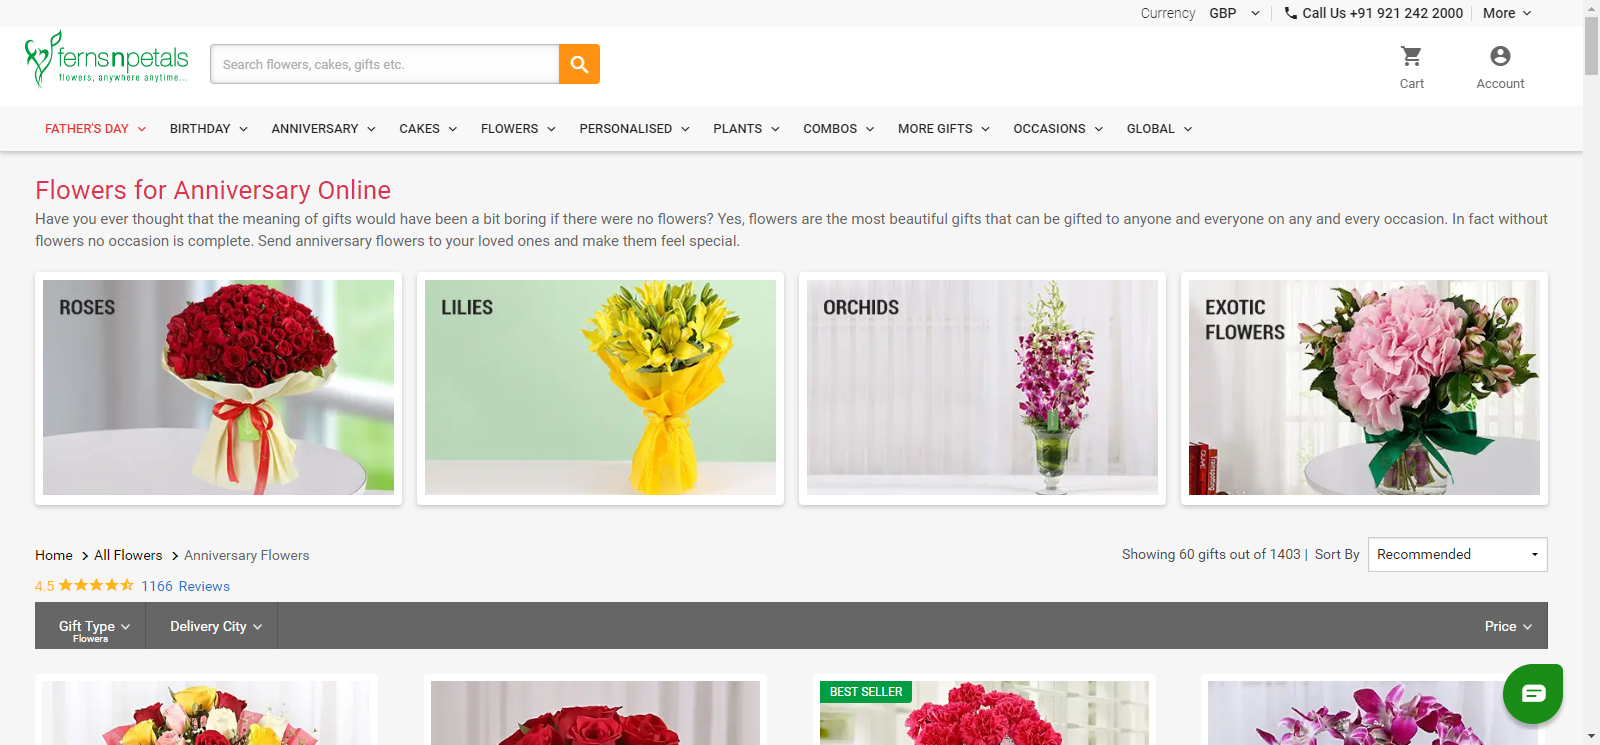 Currency GBP Call Us +91 921 242 2000 More
fernsnpetals
flowers, anywhere anytime...
Search flowers, cakes, gifts etc.
Cart Account
FATHER'S DAY BIRTHDAY ANNIVERSARY CAKES FLOWERS PERSONALISED PLANTS COMBOS MORE GIFTS OCCASIONS GLOBAL
Flowers for Anniversary Online
Have you ever thought that the meaning of gifts would have been a bit boring if there were no flowers? Yes, flowers are the most beautiful gifts that can be gifted to anyone and everyone on any and every occasion. In fact without
flowers no occasion is complete. Send anniversary flowers to your loved ones and make them feel special.
ROSES
LILIES
ORCHIDS
EXOTIC
FLOWERS
Home All Flowers Anniversary Flowers
Showing 60 gifts out of 1403 | Sort By Recommended
4.5 1166 Reviews
Gift Type
Flowers
Delivery City
Price
BEST SELLER